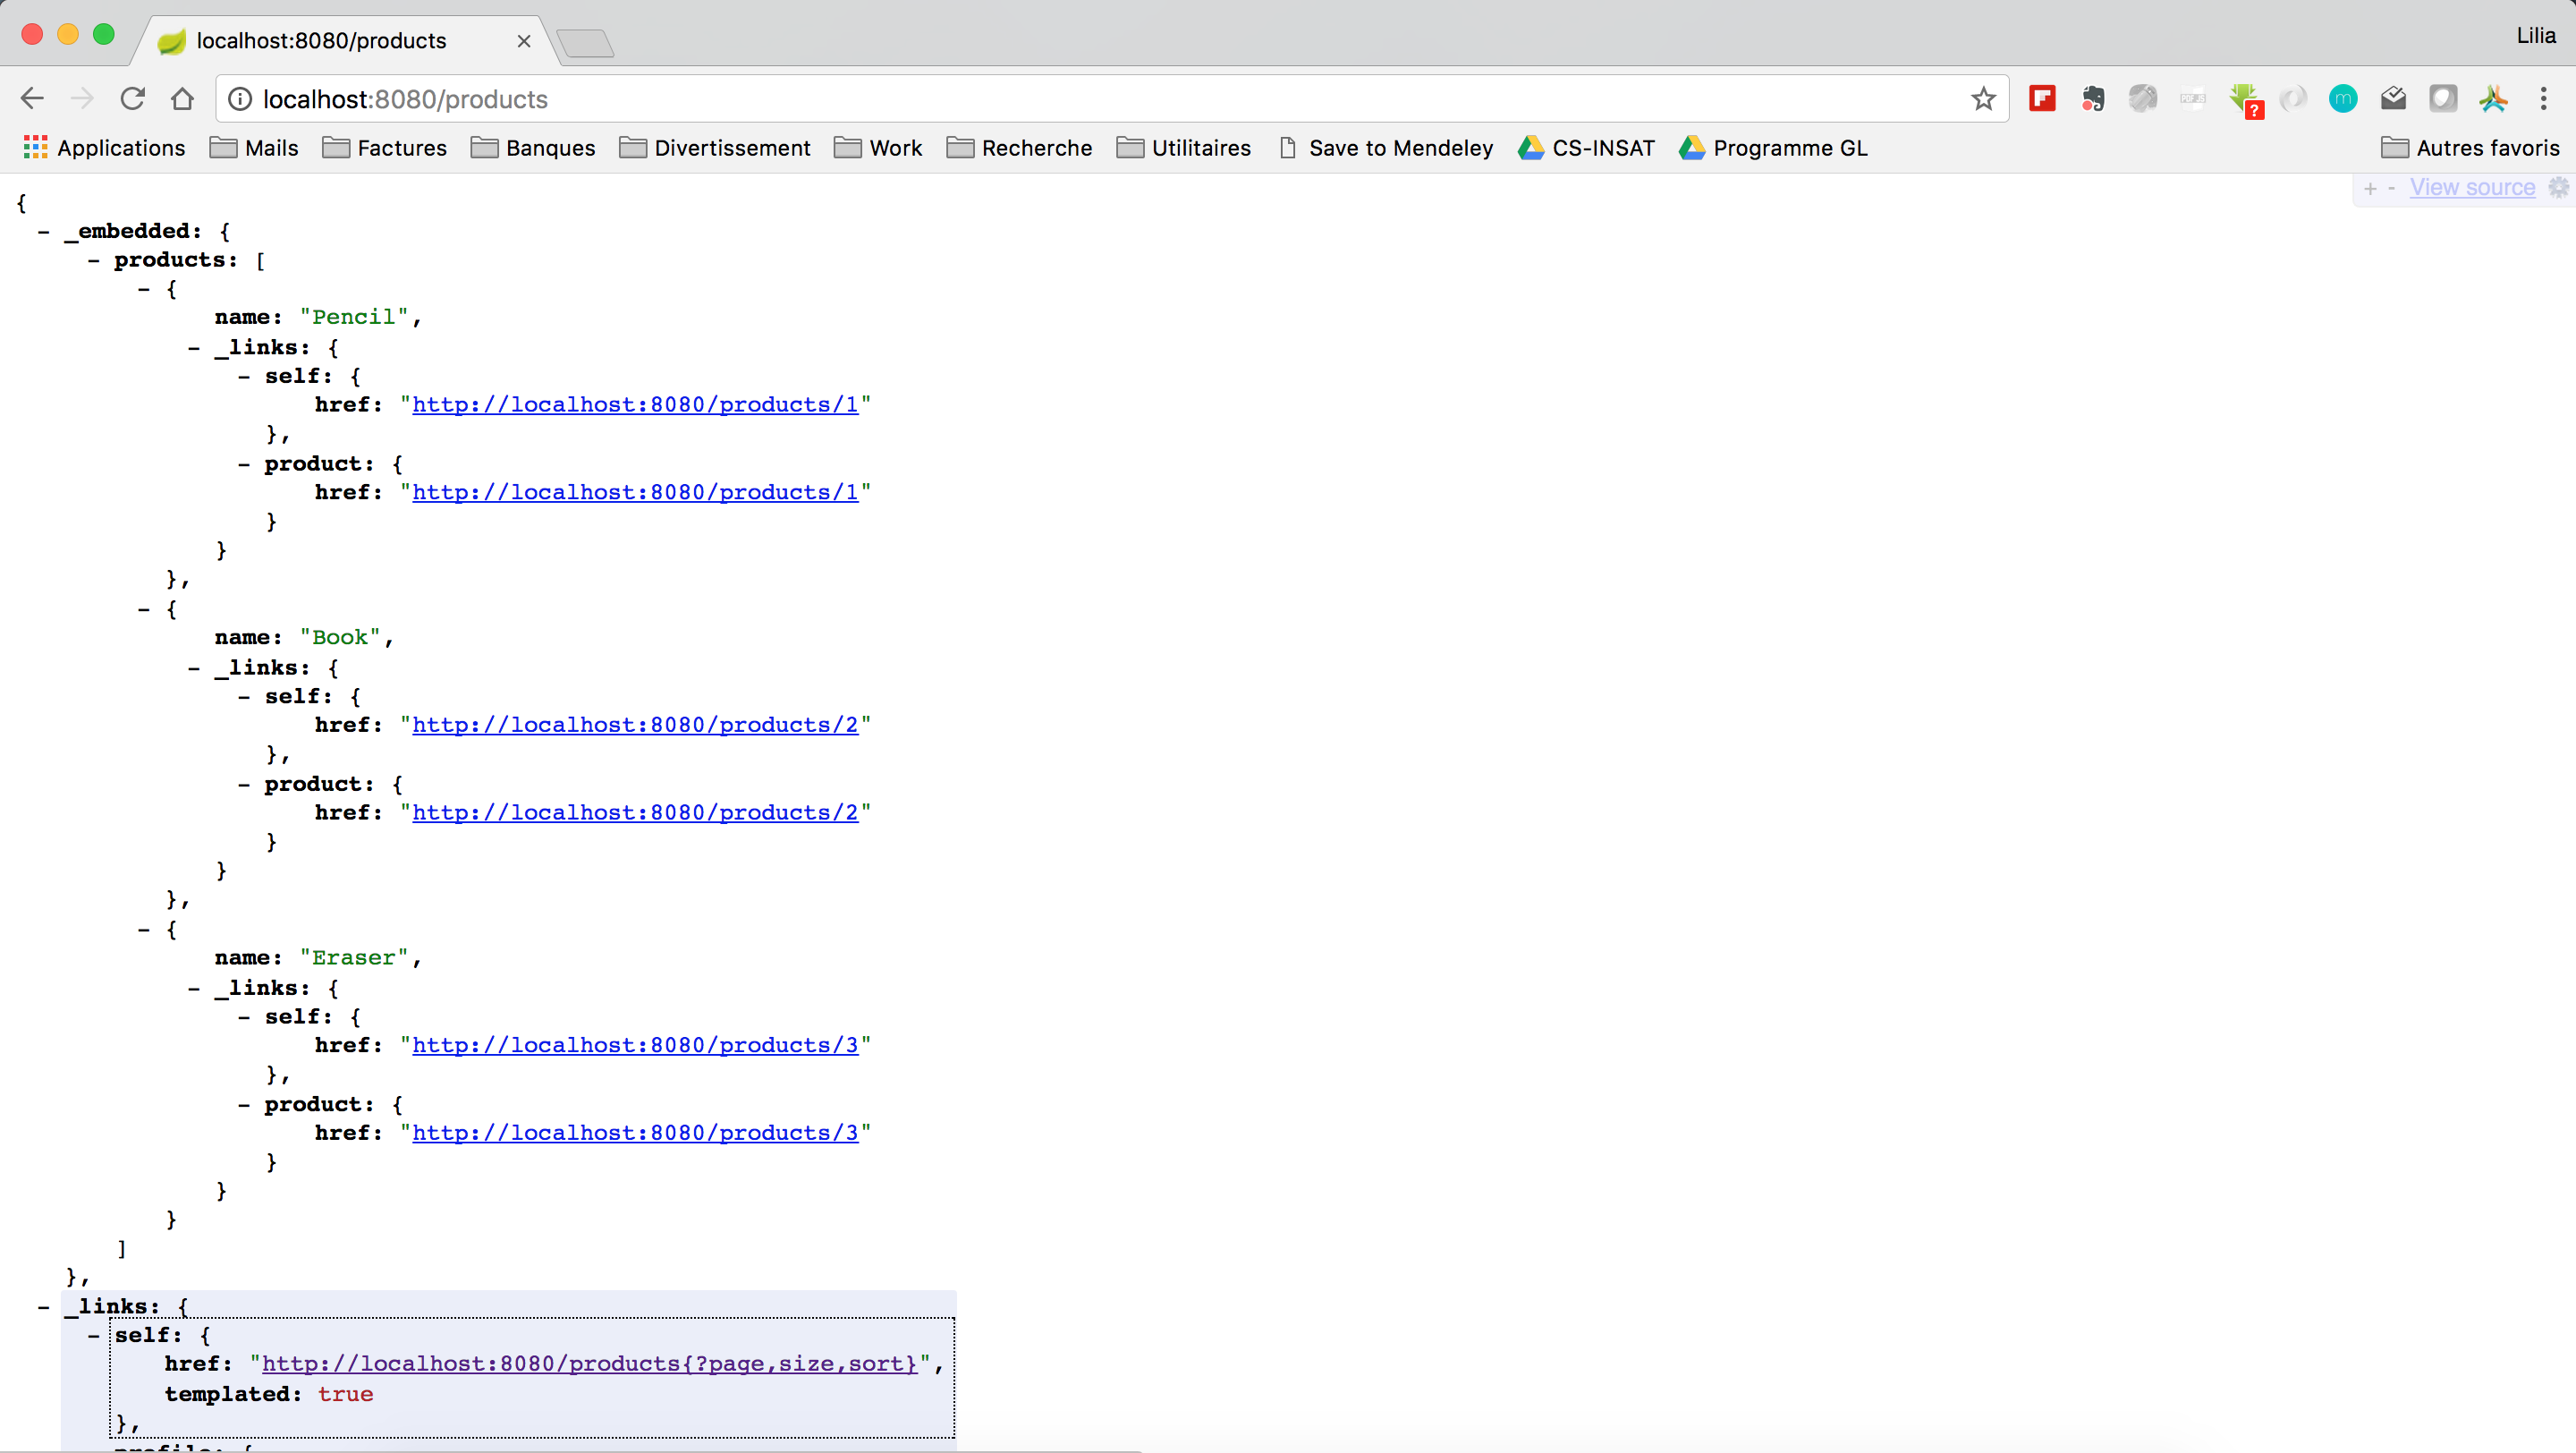 localhost:8080/products
Lilia
localhost:8080/products
Applications Mails Factures Banques Divertissement Work Recherche Utilitaires Save to Mendeley CS-INSAT Programme GL Autres favoris
+ - View source
{
- _embedded: {
- products: [
- {
name: "Pencil",
- _links: {
- self: {
href: "http://localhost:8080/products/1"
},
- product: {
href: "http://localhost:8080/products/1"
}
}
},
- {
name: "Book",
- _links: {
- self: {
href: "http://localhost:8080/products/2"
},
- product: {
href: "http://localhost:8080/products/2"
}
}
},
- {
name: "Eraser",
- _links: {
- self: {
href: "http://localhost:8080/products/3"
},
- product: {
href: "http://localhost:8080/products/3"
}
}
}
]
},
- _links: {
- self: {
href: "http://localhost:8080/products{?page,size,sort}",
templated: true
},
profile: {